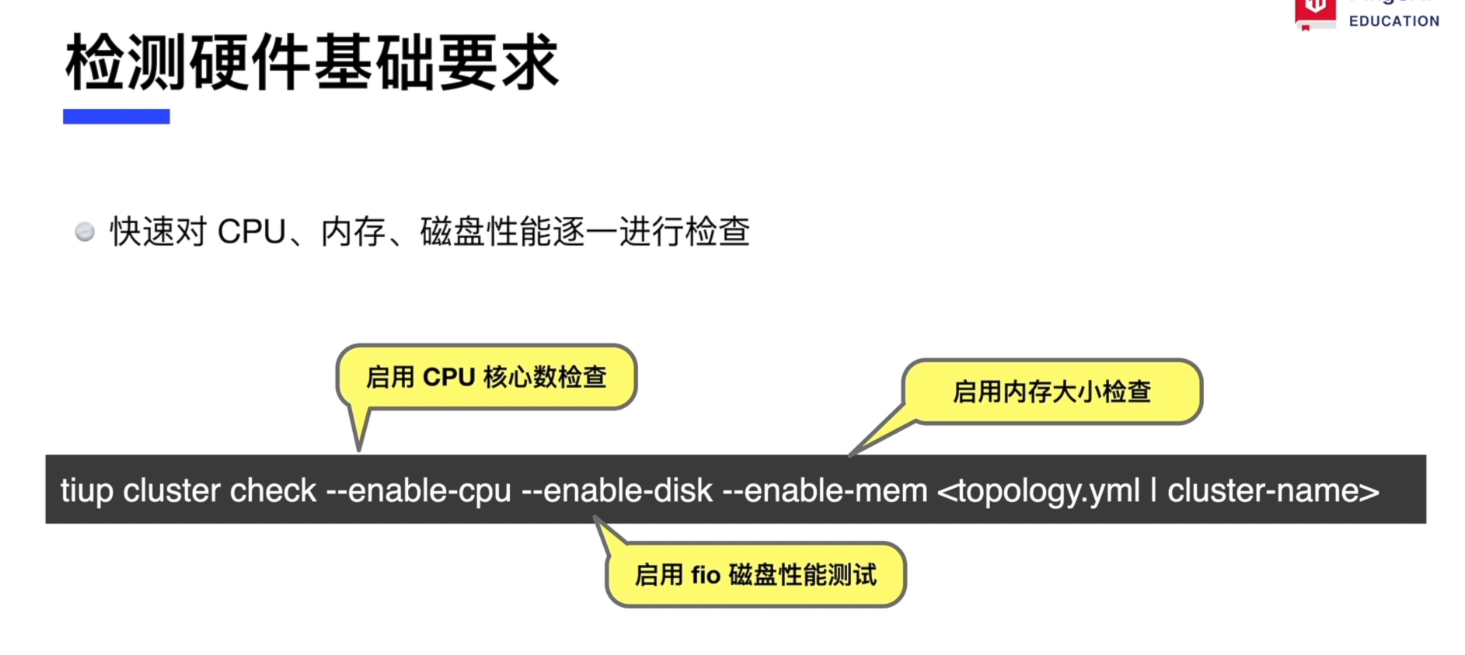 EDUCATION
检测硬件基础要求
快速对 CPU、内存、磁盘性能逐一进行检查
启用 CPU 核心数检查
启用内存大小检查
tiup cluster check --enable-cpu --enable-disk --enable-mem <topology.yml | cluster-name>
启用 fio 磁盘性能测试